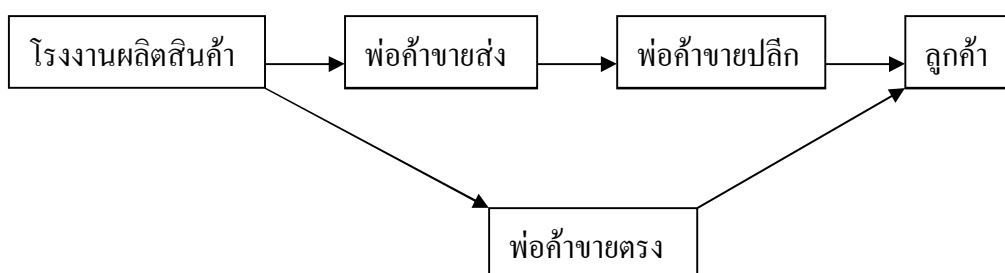 โรงงานผลิตสินค้า
พ่อค้าขายส่ง
พ่อค้าขายปลีก
ลูกค้า
พ่อค้าขายตรง